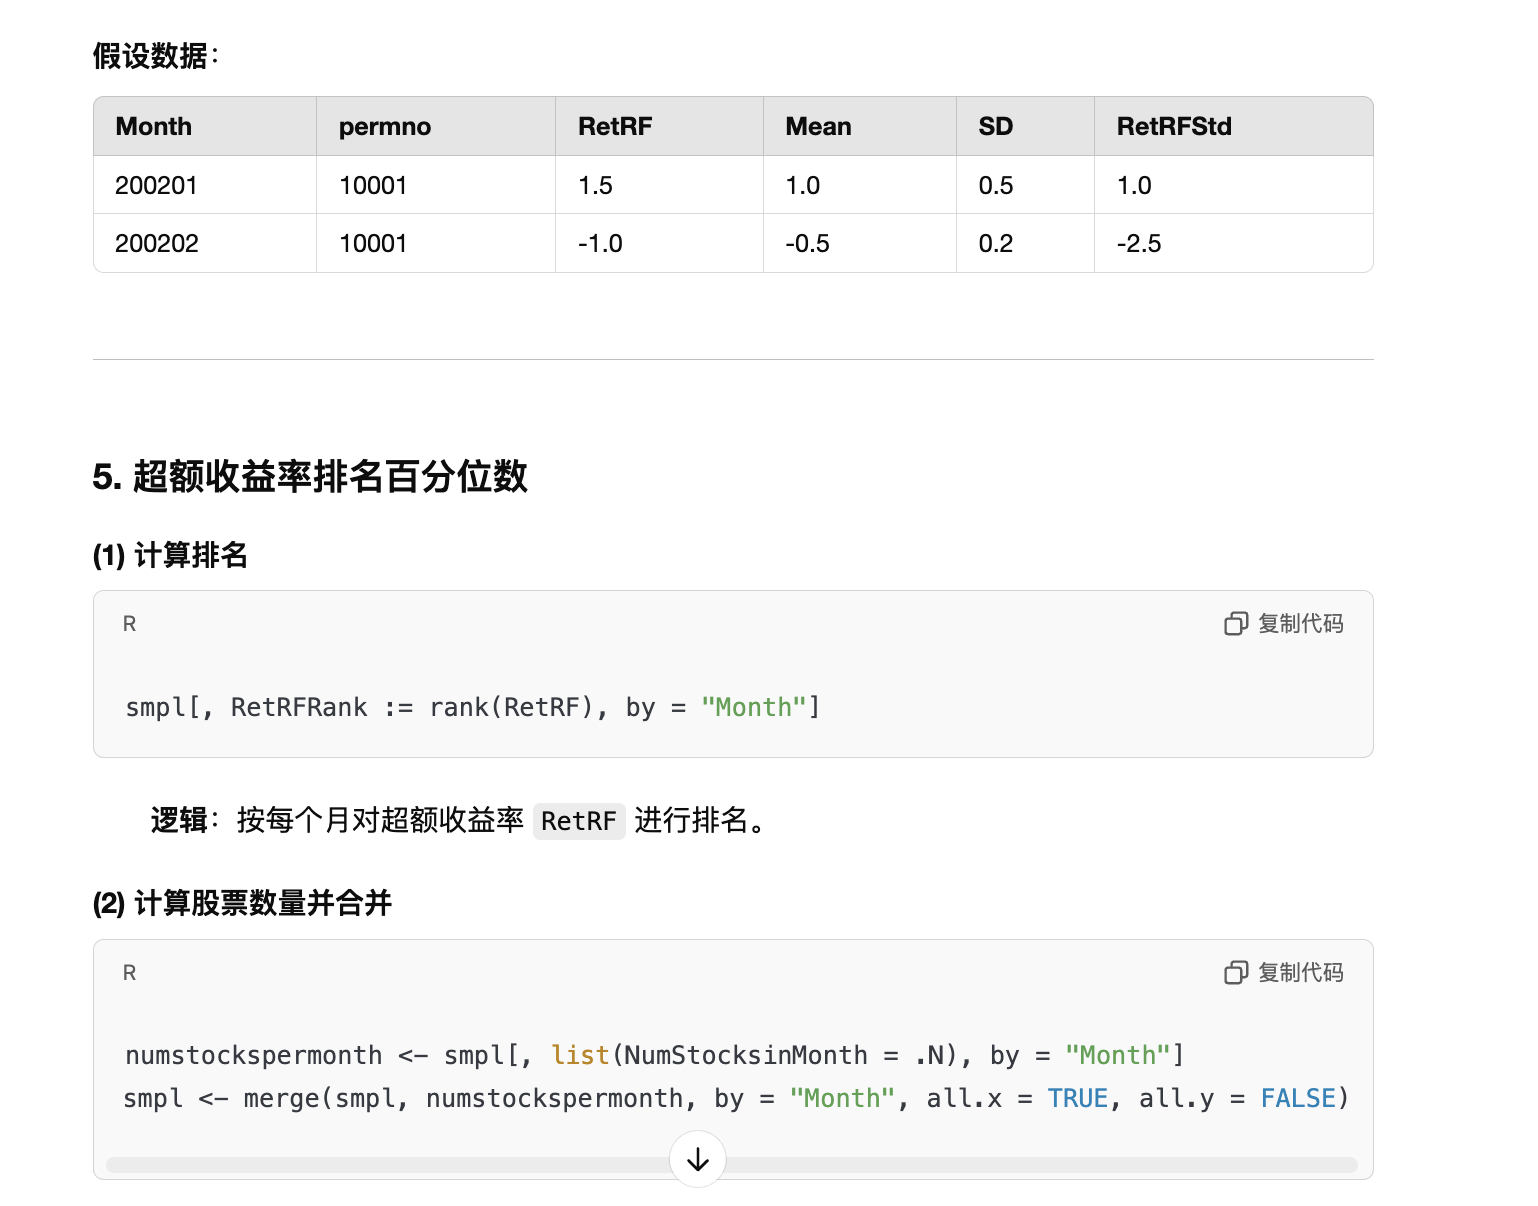 假设数据：
Month permno RetRF Mean SD RetRFStd
200201 10001 1.5 1.0 0.5 1.0
200202 10001 -1.0 -0.5 0.2 -2.5
5. 超额收益率排名百分位数
(1) 计算排名
R 复制代码
smpl[, RetRFRank := rank(RetRF), by = "Month"]
逻辑：按每个月对超额收益率 RetRF 进行排名。
(2) 计算股票数量并合并
R 复制代码
numstockspermonth <- smpl[, list(NumStocksinMonth = .N), by = "Month"]
smpl <- merge(smpl, numstockspermonth, by = "Month", all.x = TRUE, all.y = FALSE)